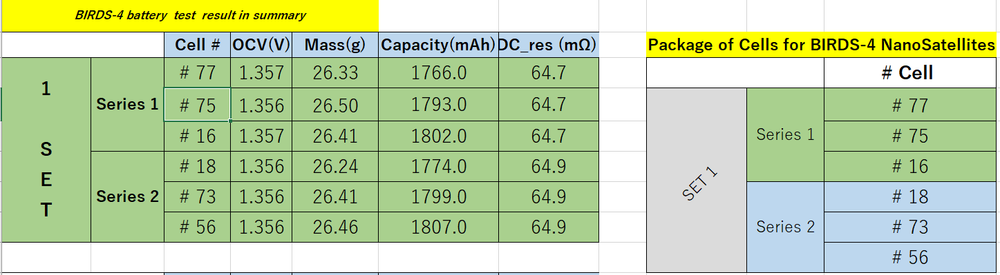 BIRDS-4 battery test result in summary
Cell # OCV(V) Mass(g) Capacity(mAh) DC_res (mΩ)
1 SET
Series 1
# 77 1.357 26.33 1766.0 64.7
# 75 1.356 26.50 1793.0 64.7
# 16 1.357 26.41 1802.0 64.7
Series 2
# 18 1.356 26.24 1774.0 64.9
# 73 1.356 26.41 1799.0 64.9
# 56 1.356 26.46 1807.0 64.9
Package of Cells for BIRDS-4 NanoSatellites
# Cell
SET 1
Series 1
# 77
# 75
# 16
Series 2
# 18
# 73
# 56